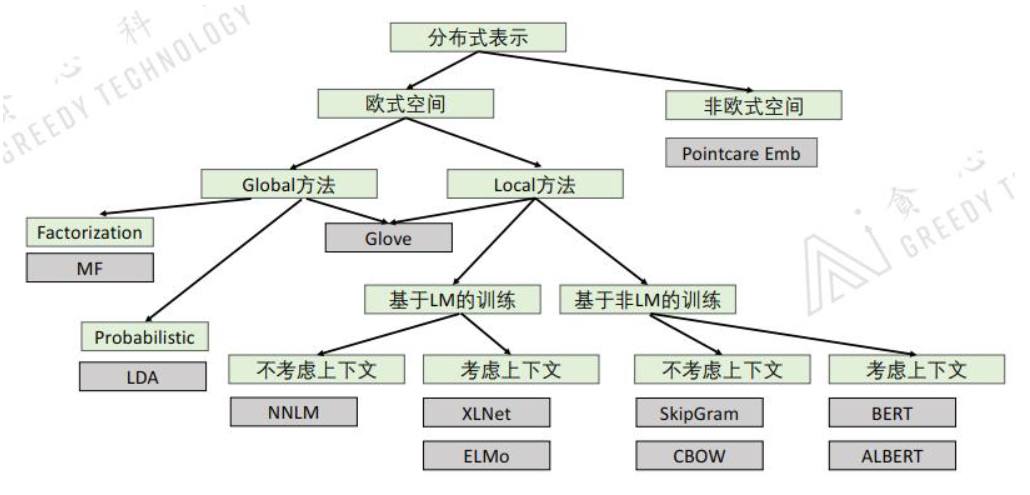 分布式表示
欧式空间
非欧式空间
Pointcare Emb
Global方法
Local方法
Factorization
MF
Glove
基于LM的训练
基于非LM的训练
Probabilistic
LDA
不考虑上下文
考虑上下文
不考虑上下文
考虑上下文
NNLM
XLNet
SkipGram
BERT
ELMo
CBOW
ALBERT
心 科
GREEDY TECHNOLOGY
贪 心
GREEDY T